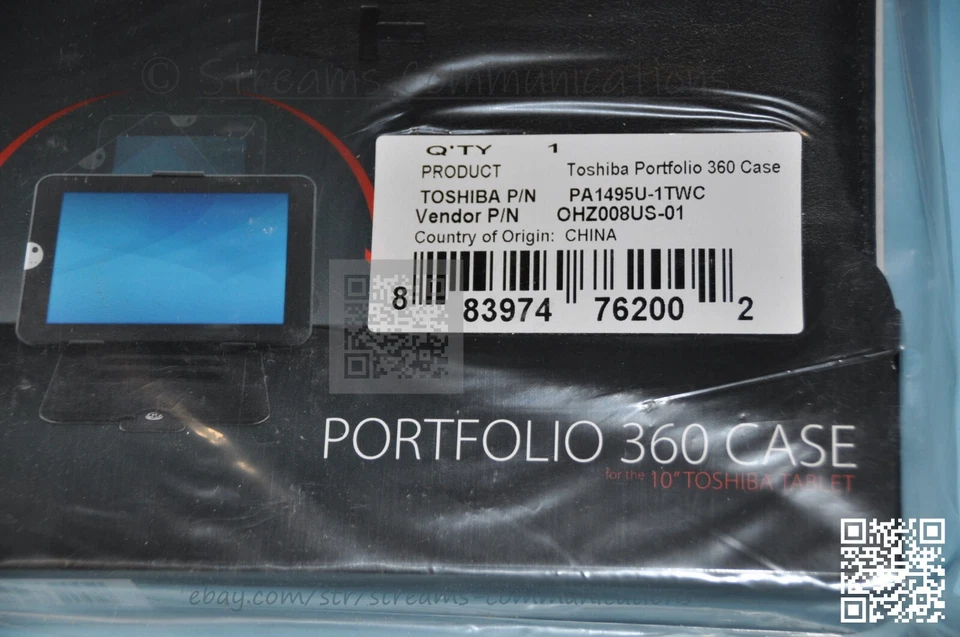 © Streams Communications
Q'TY 1
PRODUCT Toshiba Portfolio 360 Case
TOSHIBA P/N PA1495U-1TWC
Vendor P/N OHZ008US-01
Country of Origin: CHINA
8 83974 76200 2
PORTFOLIO 360 CASE
for the 10" TOSHIBA TABLET
ebay.com/str/streams-communications